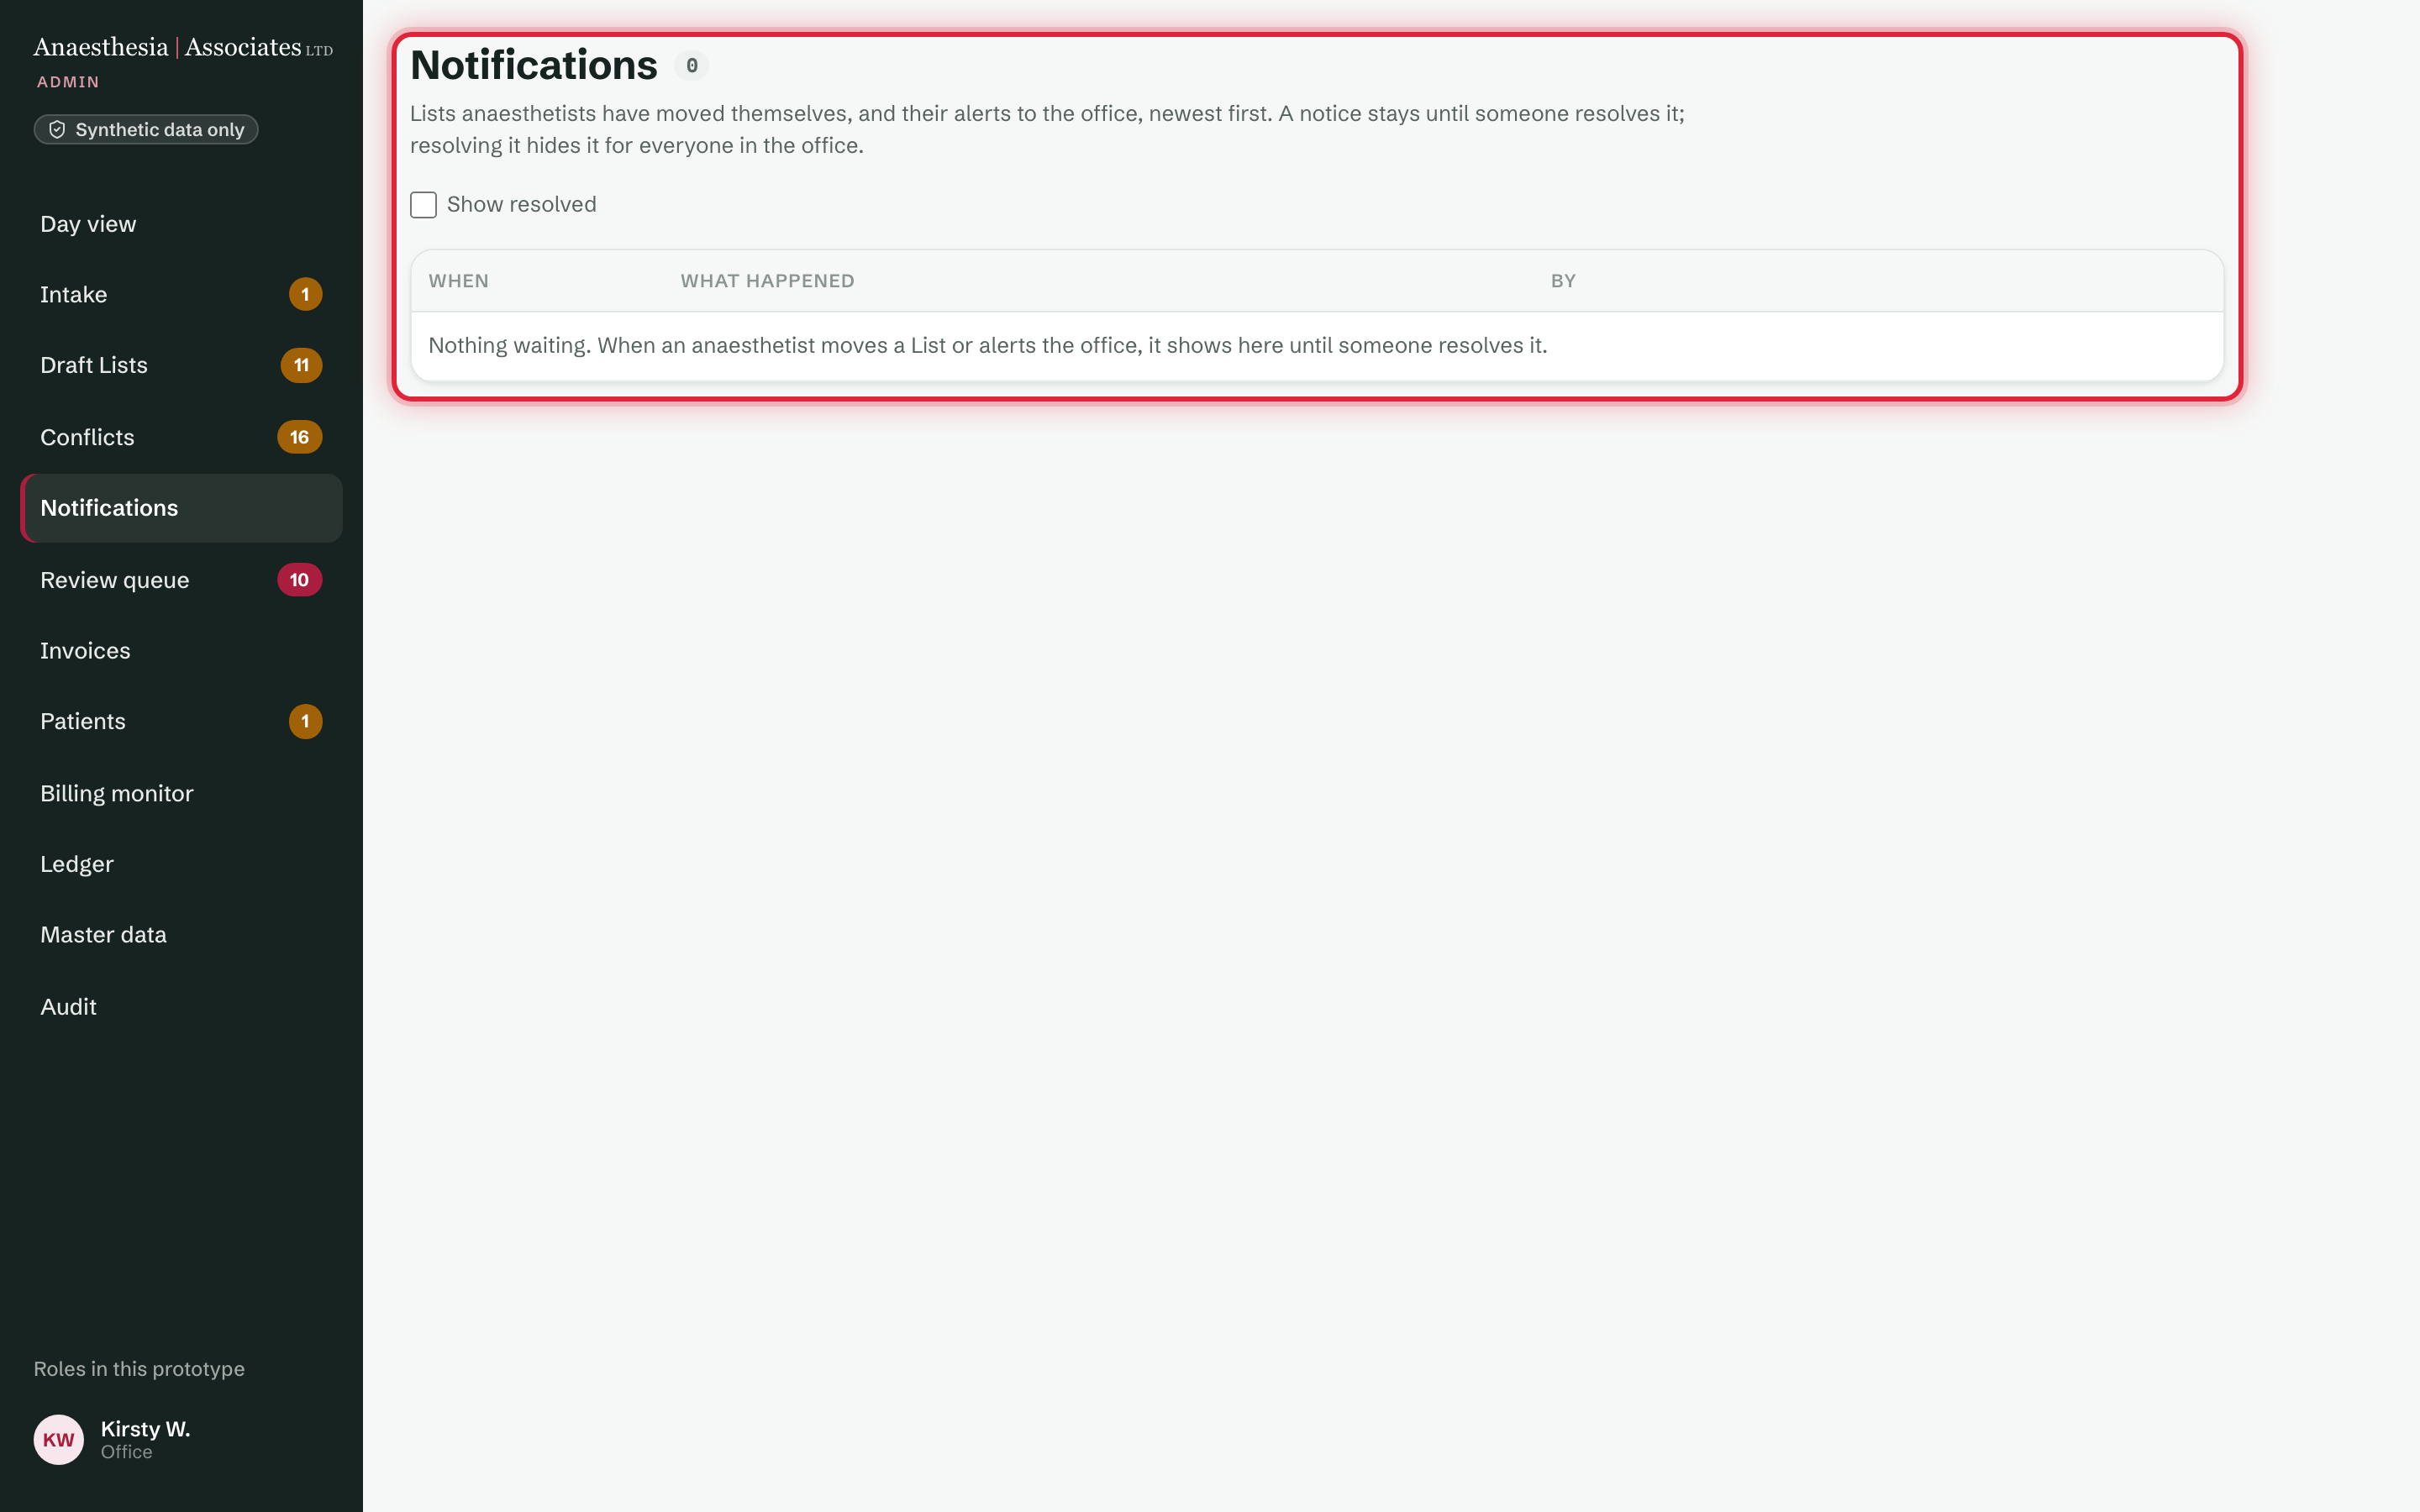 Anaesthesia | Associates LTD
ADMIN
Synthetic data only
Day view
Intake 1
Draft Lists 11
Conflicts 16
Notifications
Review queue 10
Invoices
Patients 1
Billing monitor
Ledger
Master data
Audit
Roles in this prototype
KW
Kirsty W.
Office
Notifications 0
Lists anaesthetists have moved themselves, and their alerts to the office, newest first. A notice stays until someone resolves it;
resolving it hides it for everyone in the office.
Show resolved
WHEN WHAT HAPPENED BY
Nothing waiting. When an anaesthetist moves a List or alerts the office, it shows here until someone resolves it.